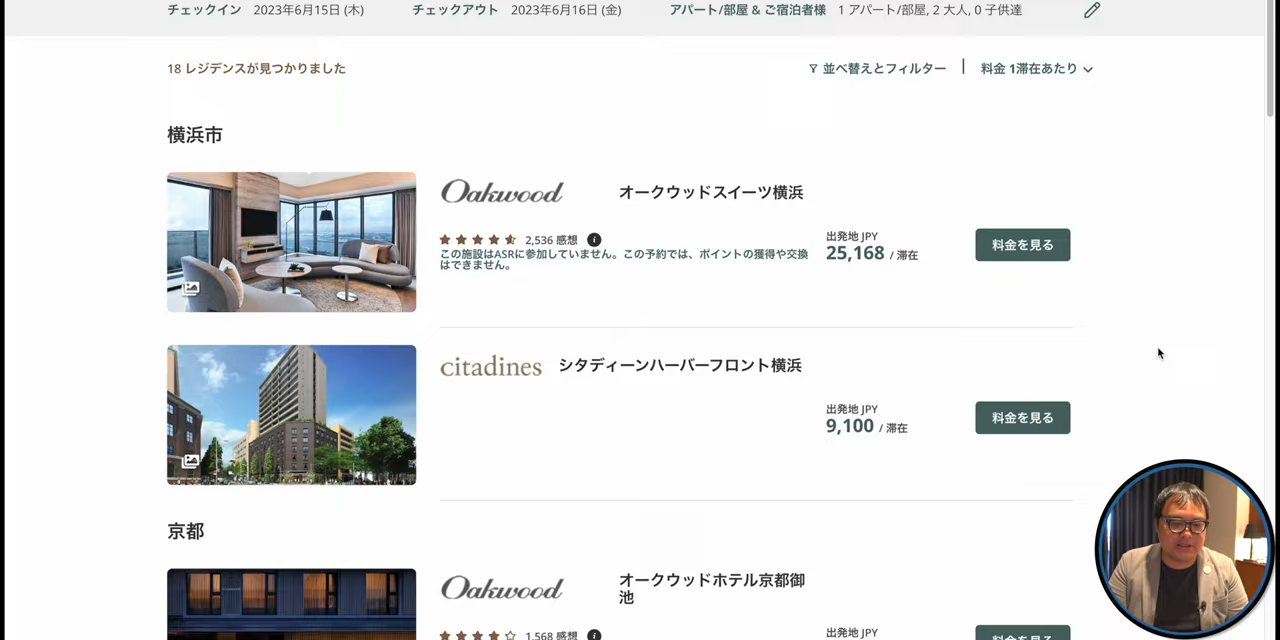 チェックイン 2023年6月15日 (木) チェックアウト 2023年6月16日 (金) アパート/部屋 & ご宿泊者様 1 アパート/部屋, 2 大人, 0 子供達
18 レジデンスが見つかりました
並べ替えとフィルター | 料金 1滞在あたり
横浜市
Oakwood オークウッドスイーツ横浜
2,536 感想
この施設はASRに参加していません。この予約では、ポイントの獲得や交換
はできません。
出発地 JPY
25,168 / 滞在
料金を見る
citadines シタディーンハーバーフロント横浜
出発地 JPY
9,100 / 滞在
料金を見る
京都
Oakwood オークウッドホテル京都御
池
1,568 感想
出発地 JPY
料金を見る